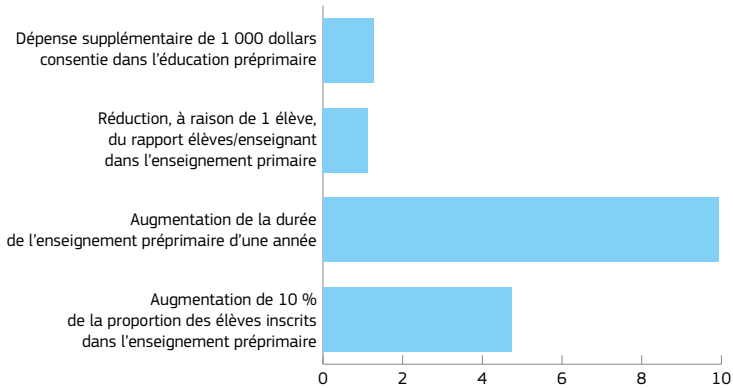 Dépense supplémentaire de 1 000 dollars
consentie dans l'éducation préprimaire
Réduction, à raison de 1 élève,
du rapport élèves/enseignant
dans l'enseignement primaire
Augmentation de la durée
de l'enseignement préprimaire d'une année
Augmentation de 10 %
de la proportion des élèves inscrits
dans l'enseignement préprimaire
0 2 4 6 8 10